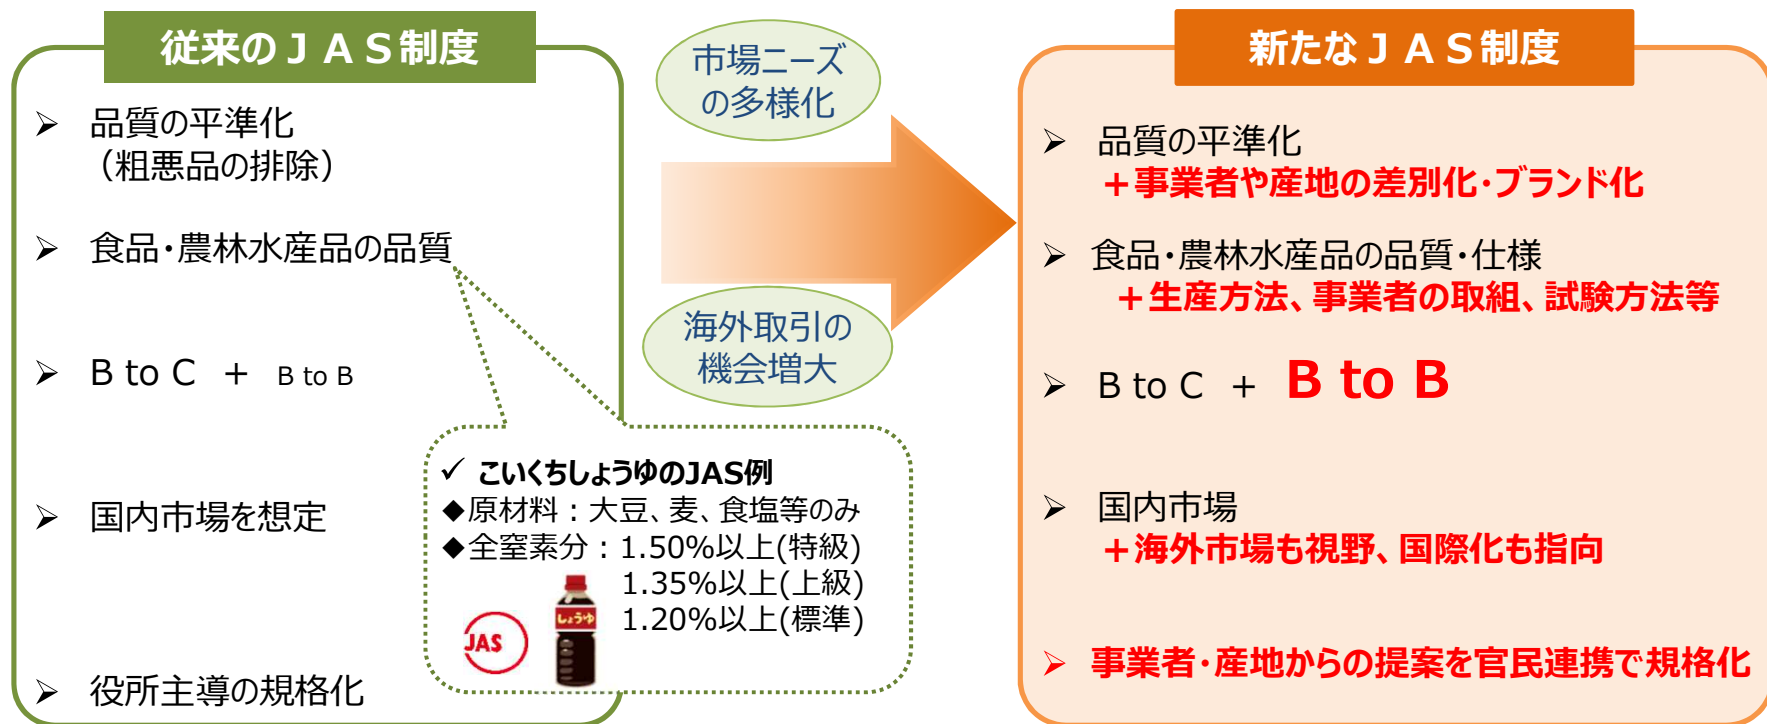 従来のＪＡＳ制度
➢ 品質の平準化
（粗悪品の排除）
➢ 食品・農林水産品の品質
➢ B to C + B to B
➢ 国内市場を想定
➢ 役所主導の規格化
✓ こいくちしょうゆのJAS例
◆原材料：大豆、麦、食塩等のみ
◆全窒素分：1.50%以上(特級)
1.35%以上(上級)
1.20%以上(標準)
JAS
しょうゆ
市場ニーズ
の多様化
海外取引の
機会増大
新たなＪＡＳ制度
➢ 品質の平準化
＋事業者や産地の差別化・ブランド化
➢ 食品・農林水産品の品質・仕様
＋生産方法、事業者の取組、試験方法等
➢ B to C + B to B
➢ 国内市場
＋海外市場も視野、国際化も指向
➢ 事業者・産地からの提案を官民連携で規格化